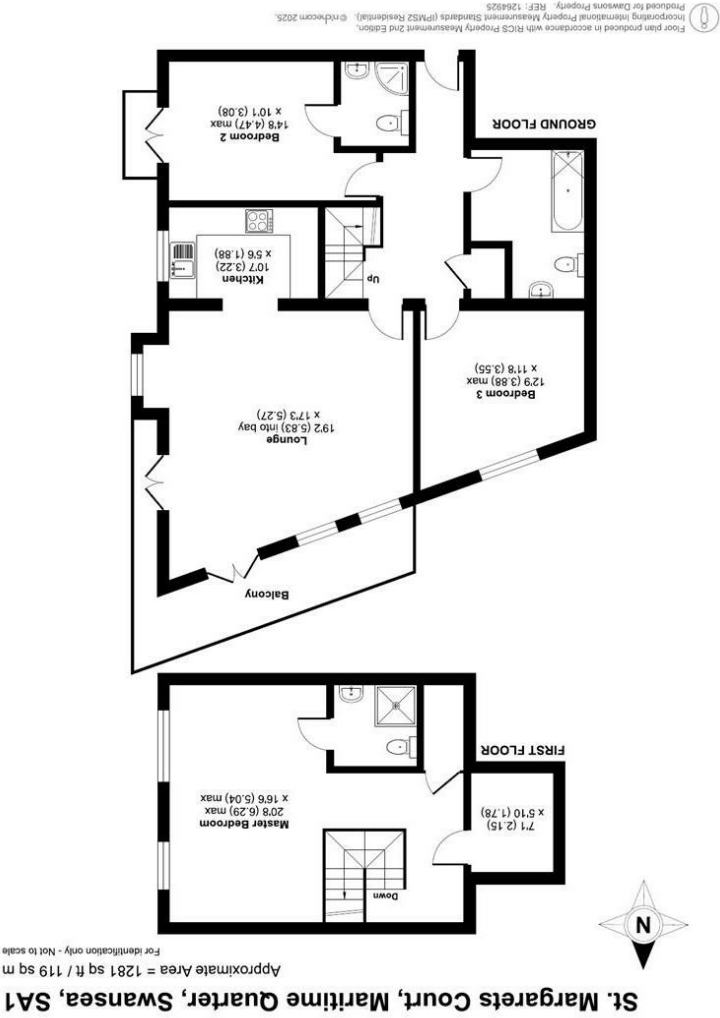 St. Margarets Court, Maritime Quarter, Swansea, SA1
Approximate Area = 1281 sq ft / 119 sq m
For identification only - Not to scale
N
Down
7'1 (2.15)
x 5'10 (1.78)
Master Bedroom
20'8 (6.29) max
x 16'6 (5.04) max
FIRST FLOOR
Balcony
Lounge
19'2 (5.83) into bay
x 17'3 (5.27)
Bedroom 3
12'9 (3.88) max
x 11'8 (3.55)
Up
Kitchen
10'7 (3.22)
x 5'6 (1.88)
Bedroom 2
14'8 (4.47) max
x 10'1 (3.08)
GROUND FLOOR
Floor plan produced in accordance with RICS Property Measurement 2nd Edition,
Incorporating International Property Measurement Standards (IPMS2 Residential). © nichecom 2025.
Produced for Dawsons Property. REF: 1264925